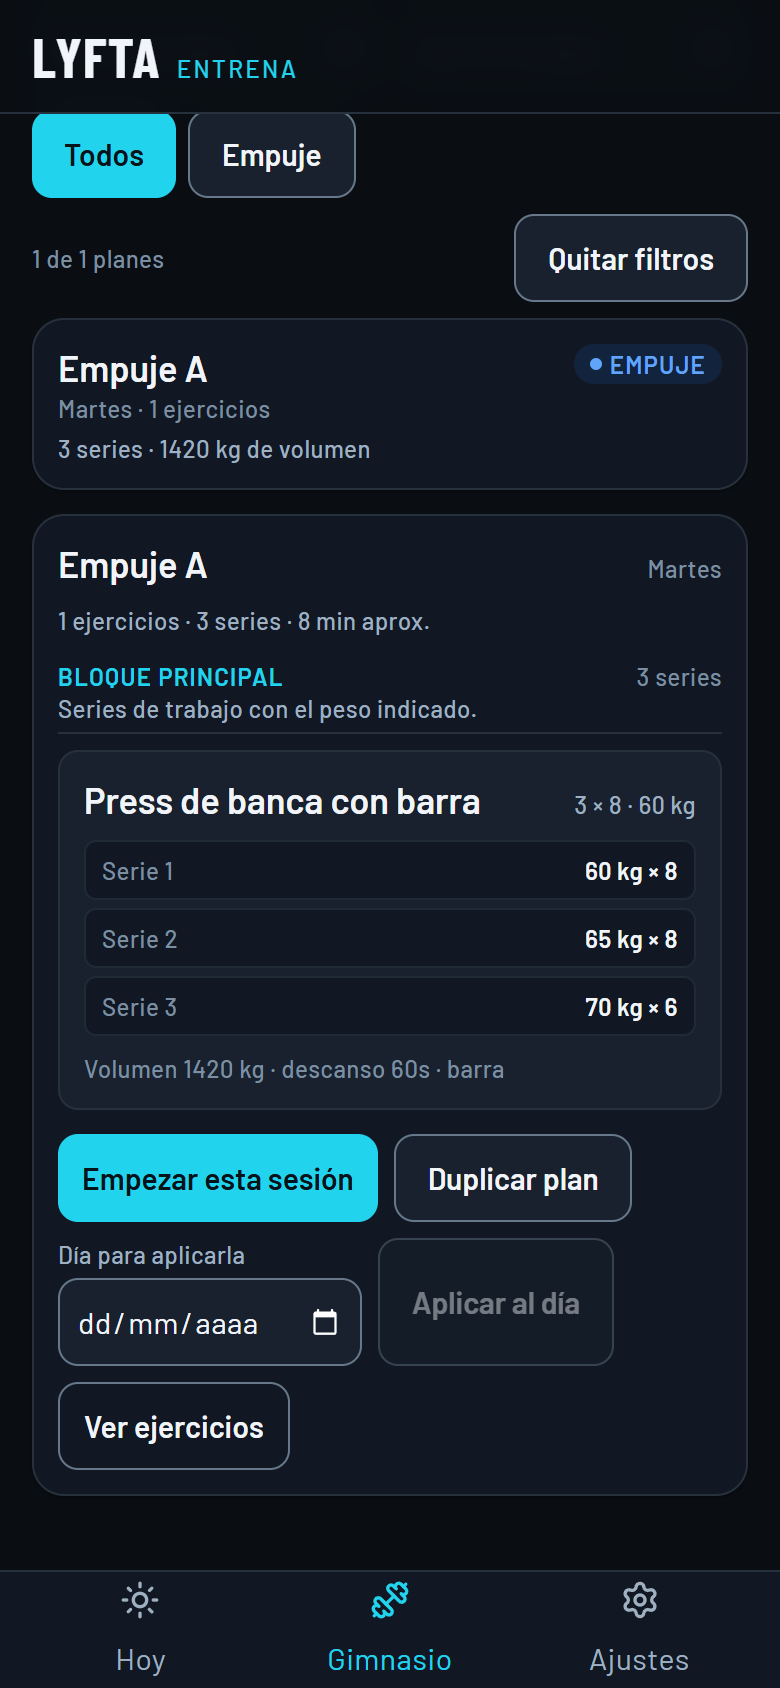 LYFTA ENTRENA
Todos Empuje
1 de 1 planes Quitar filtros
Empuje A EMPUJE
Martes · 1 ejercicios
3 series · 1420 kg de volumen
Empuje A Martes
1 ejercicios · 3 series · 8 min aprox.
BLOQUE PRINCIPAL 3 series
Series de trabajo con el peso indicado.
Press de banca con barra 3 × 8 · 60 kg
Serie 1 60 kg × 8
Serie 2 65 kg × 8
Serie 3 70 kg × 6
Volumen 1420 kg · descanso 60s · barra
Empezar esta sesión Duplicar plan
Día para aplicarla
dd/mm/aaaa Aplicar al día
Ver ejercicios
Hoy Gimnasio Ajustes